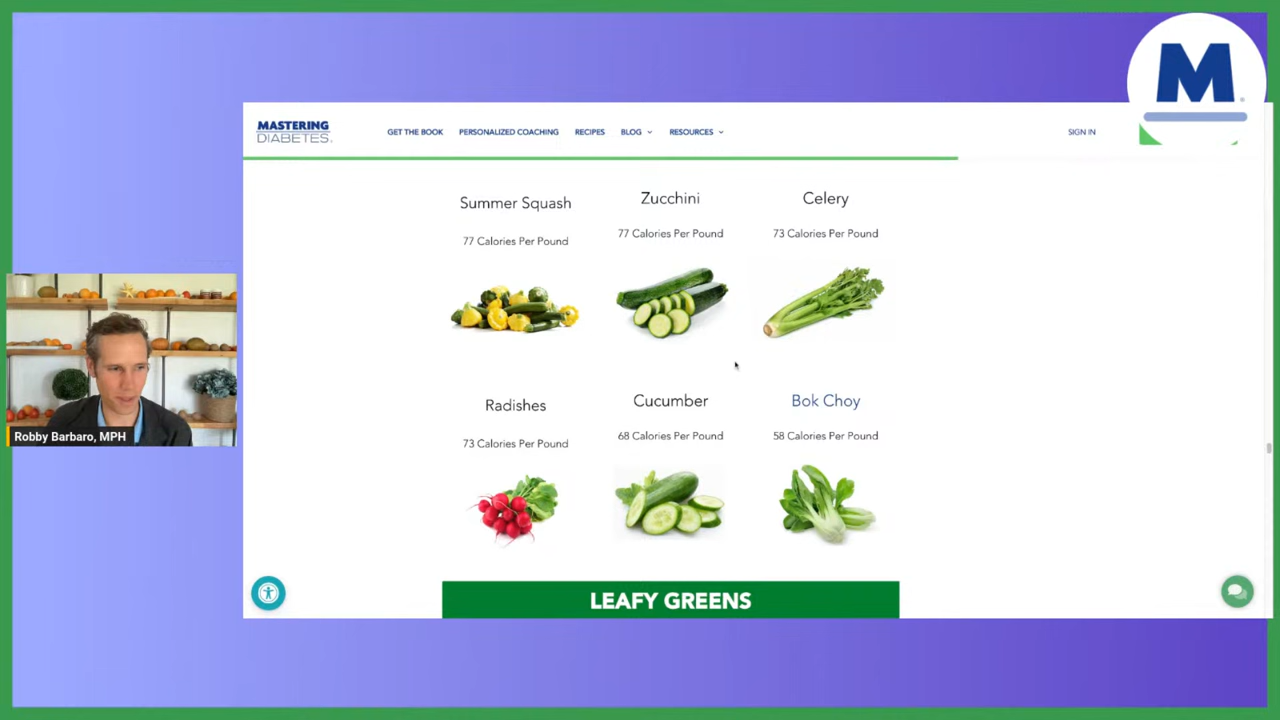 M
MASTERING
DIABETES
GET THE BOOK
PERSONALIZED COACHING
RECIPES
BLOG
RESOURCES
SIGN IN
Summer Squash
77 Calories Per Pound
Zucchini
77 Calories Per Pound
Celery
73 Calories Per Pound
Radishes
73 Calories Per Pound
Cucumber
68 Calories Per Pound
Bok Choy
58 Calories Per Pound
Robby Barbaro, MPH
LEAFY GREENS